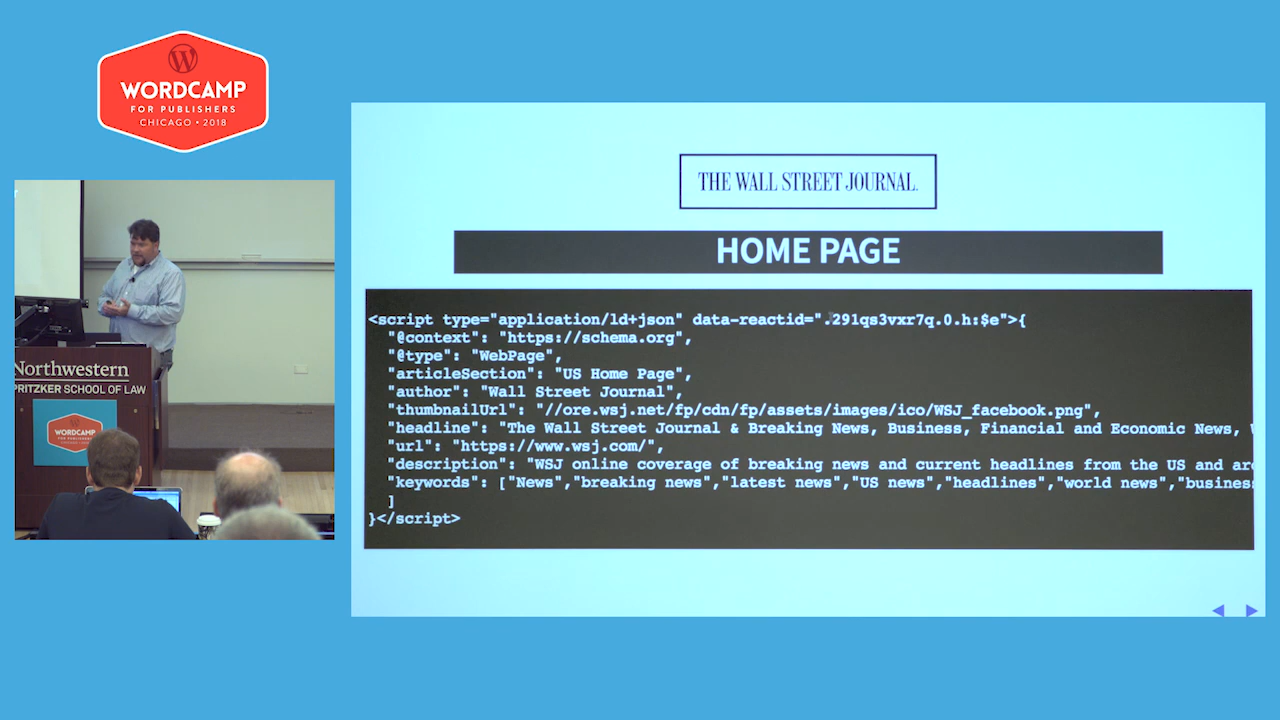 WORDCAMP
FOR PUBLISHERS
CHICAGO • 2018
THE WALL STREET JOURNAL.
HOME PAGE
<script type="application/ld+json" data-reactid=".291qs3vxr7q.0.h:$e">{
"@context": "https://schema.org",
"@type": "WebPage",
"articleSection": "US Home Page",
"author": "Wall Street Journal",
"thumbnailUrl": "//ore.wsj.net/fp/cdn/fp/assets/images/ico/WSJ_facebook.png",
"headline": "The Wall Street Journal & Breaking News, Business, Financial and Economic News,
"url": "https://www.wsj.com/",
"description": "WSJ online coverage of breaking news and current headlines from the US and
"keywords": ["News","breaking news","latest news","US news","headlines","world news","business
]
}</script>
Northwestern
PRITZKER SCHOOL OF LAW
WORDCAMP
FOR PUBLISHERS